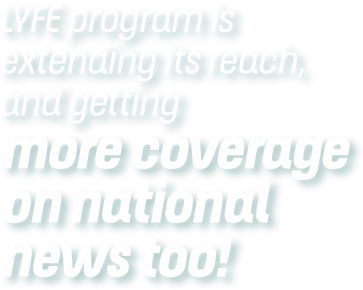 LYFE program is
extending its reach,
and getting
more coverage
on national
news too!